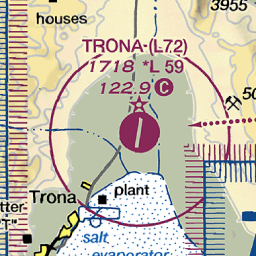 3955
houses
TRONA (L72)
1718 *L 59
122.9 C
50
Trona
plant
salt
evaporator